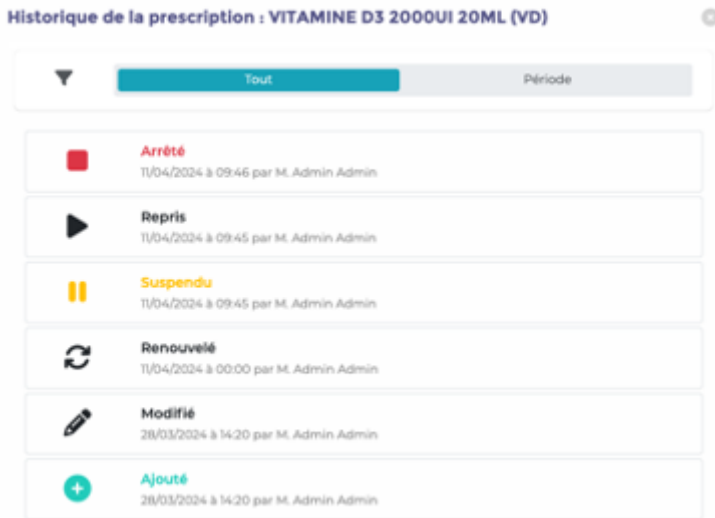 Historique de la prescription : VITAMINE D3 2000UI 20ML (VD)
Tout
Période
Arrêté
11/04/2024 à 09:46 par M. Admin Admin
Repris
11/04/2024 à 09:45 par M. Admin Admin
Suspendu
11/04/2024 à 09:45 par M. Admin Admin
Renouvelé
11/04/2024 à 00:00 par M. Admin Admin
Modifié
28/03/2024 à 14:20 par M. Admin Admin
Ajouté
28/03/2024 à 14:20 par M. Admin Admin